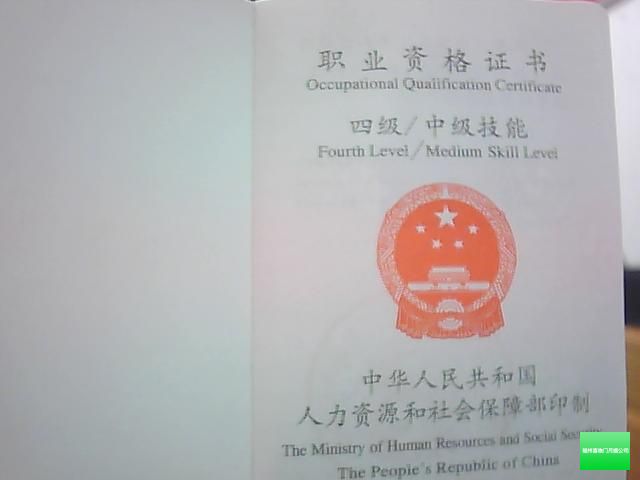 职业资格证书
Occupational Qualification Certificate
四级/中级技能
Fourth Level/Medium Skill Level
中华人民共和国
人力资源和社会保障部印制
The Ministry of Human Resources and Social Security
The People's Republic of China